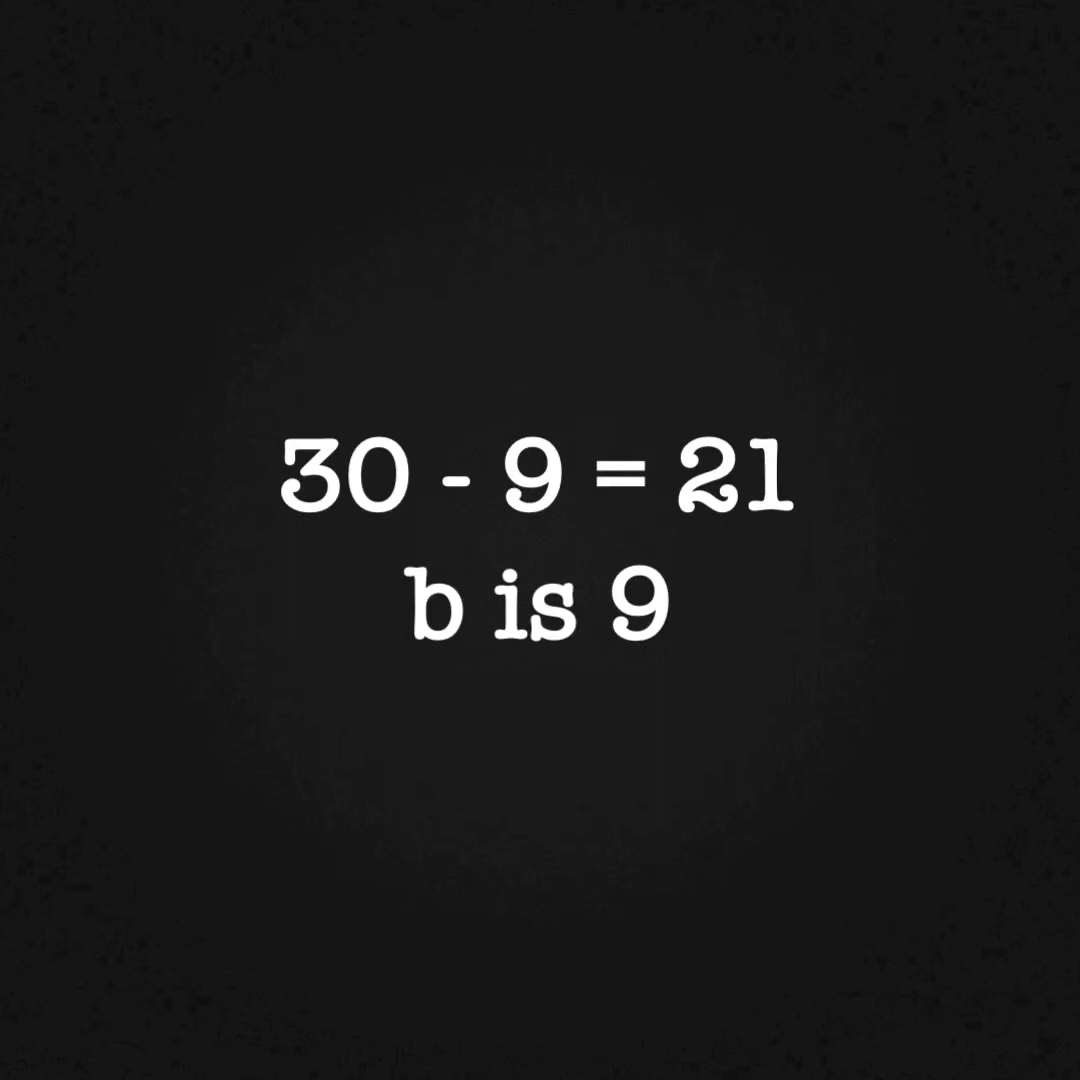 30 - 9 = 21
b is 9